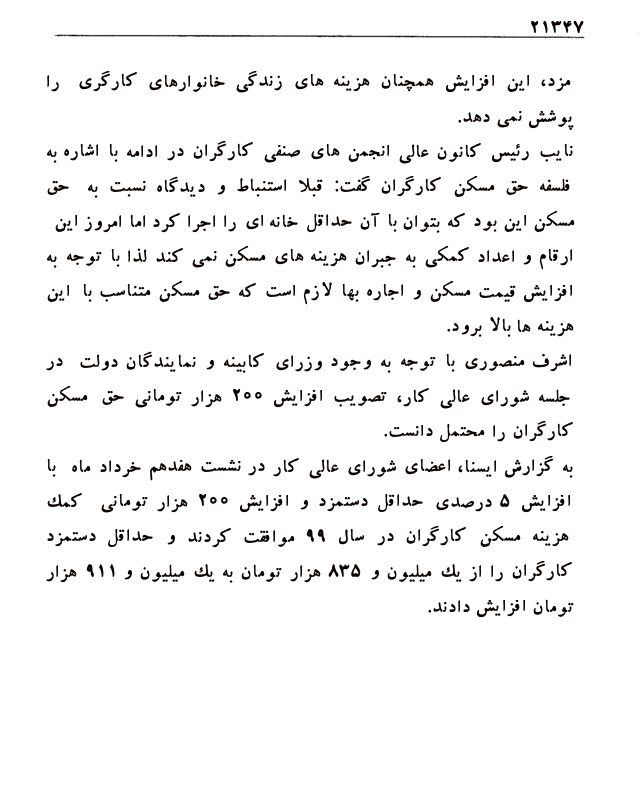 ۲۱۳۴۷
مزد، این افزایش همچنان هزینه های زندگی خانوارهای کارگری را
پوشش نمی دهد.
نایب رئیس کانون عالی انجمن های صنفی کارگران در ادامه با اشاره به
فلسفه حق مسکن کارگران گفت: قبلا استنباط و دیدگاه نسبت به حق
مسکن این بود که بتوان با آن حداقل خانه ای را اجرا کرد اما امروز این
ارقام و اعداد کمکی به جبران هزینه های مسکن نمی کند لذا با توجه به
افزایش قیمت مسکن و اجاره بها لازم است که حق مسکن متناسب با این
هزینه ها بالا برود.
اشرف منصوری با توجه به وجود وزرای کابینه و نمایندگان دولت در
جلسه شورای عالی کار، تصویب افزایش ۲۰۰ هزار تومانی حق مسکن
کارگران را محتمل دانست.
به گزارش ایسنا، اعضای شورای عالی کار در نشست هفدهم خرداد ماه با
افزایش ۵ درصدی حداقل دستمزد و افزایش ۲۰۰ هزار تومانی کمک
هزینه مسکن کارگران در سال ۹۹ موافقت کردند و حداقل دستمزد
کارگران را از یک میلیون و ۸۳۵ هزار تومان به یک میلیون و ۹۱۱ هزار
تومان افزایش دادند.